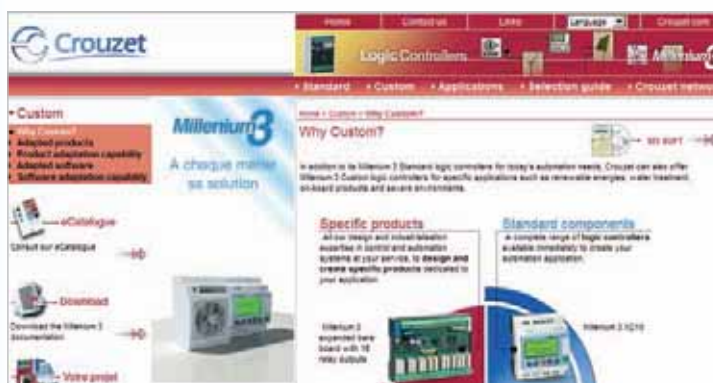 Crouzet
Home
Contact us
Links
Language
Crouzet.com
Logic Controllers
Millenium 3
Standard
Custom
Applications
Selection guide
Crouzet network
Custom
Why Custom?
Adapted products
Product adaptation capability
Adapted software
Software adaptation capability
eCatalogue
Consult our eCatalogue
Download
Download the Millenium 3
documentation
Votre projet
Millenium 3
A chaque métier
sa solution
Home > Custom > Why Custom?
Why Custom?
M3 SOFT
In addition to its Millenium 3 Standard logic controllers for today's automation needs, Crouzet can also offer
Millenium 3 Custom logic controllers for specific applications such as renewable energies, water treatment,
on-board products and severe environments.
Specific products
All our design and industrialisation
expertise in control and automation
systems at your service, to design and
create specific products dedicated to
your application.
Millenium 3
expanded bare
board with 16
relay outputs
Standard components
A complete range of logic controllers
available immediately to create your
automation application.
Millenium 3